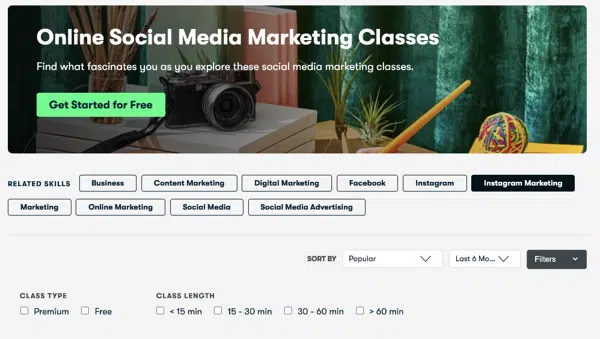 Online Social Media Marketing Classes
Find what fascinates you as you explore these social media marketing classes.
Get Started for Free
RELATED SKILLS Business Content Marketing Digital Marketing Facebook Instagram Instagram Marketing
Marketing Online Marketing Social Media Social Media Advertising
SORT BY Popular Last 6 Mo... Filters
CLASS TYPE CLASS LENGTH
Premium Free < 15 min 15 - 30 min 30 - 60 min > 60 min